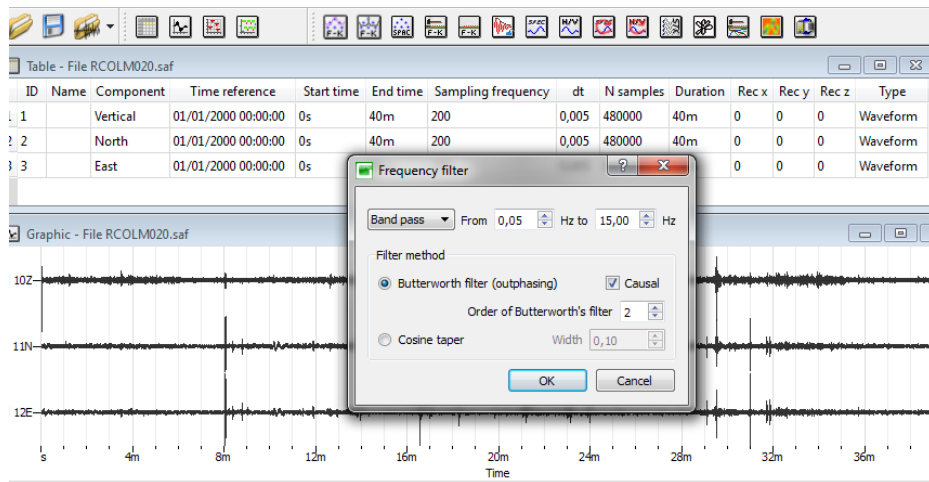 F-K F-K SPAC F-K F-K SPEC H/V H/V
Table - File RCOLM020.saf
ID Name Component Time reference Start time End time Sampling frequency dt N samples Duration Rec x Rec y Rec z Type
1 1 Vertical 01/01/2000 00:00:00 0s 40m 200 0,005 480000 40m 0 0 0 Waveform
2 2 North 01/01/2000 00:00:00 0s 40m 200 0,005 480000 40m 0 0 0 Waveform
3 3 East 01/01/2000 00:00:00 0s 0 0 0 Waveform
Frequency filter
Band pass From 0,05 Hz to 15,00 Hz
Filter method
Butterworth filter (outphasing) Causal
Order of Butterworth's filter 2
Cosine taper Width 0,10
OK Cancel
Graphic - File RCOLM020.saf
10Z
11N
12E
s 4m 8m 12m 16m 20m 24m 28m 32m 36m
Time